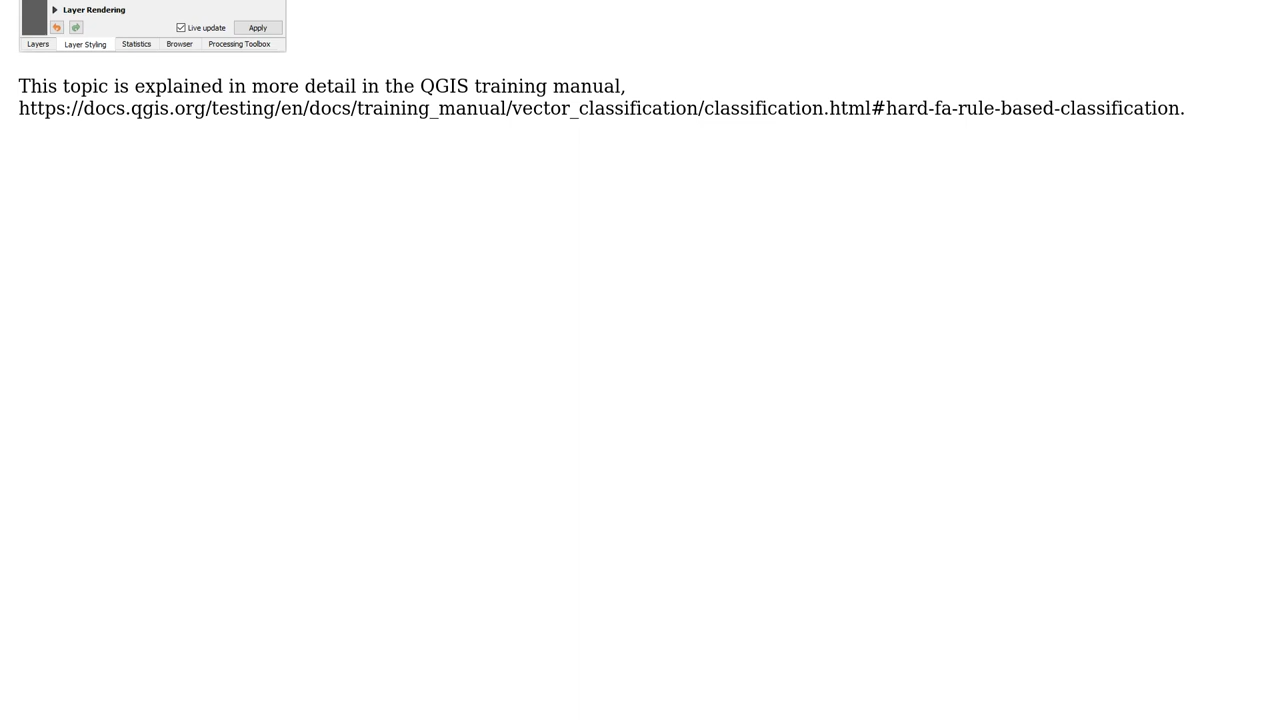 Layer Rendering
Live update Apply
Layers Layer Styling Statistics Browser Processing Toolbox
This topic is explained in more detail in the QGIS training manual,
https://docs.qgis.org/testing/en/docs/training_manual/vector_classification/classification.html#hard-fa-rule-based-classification.